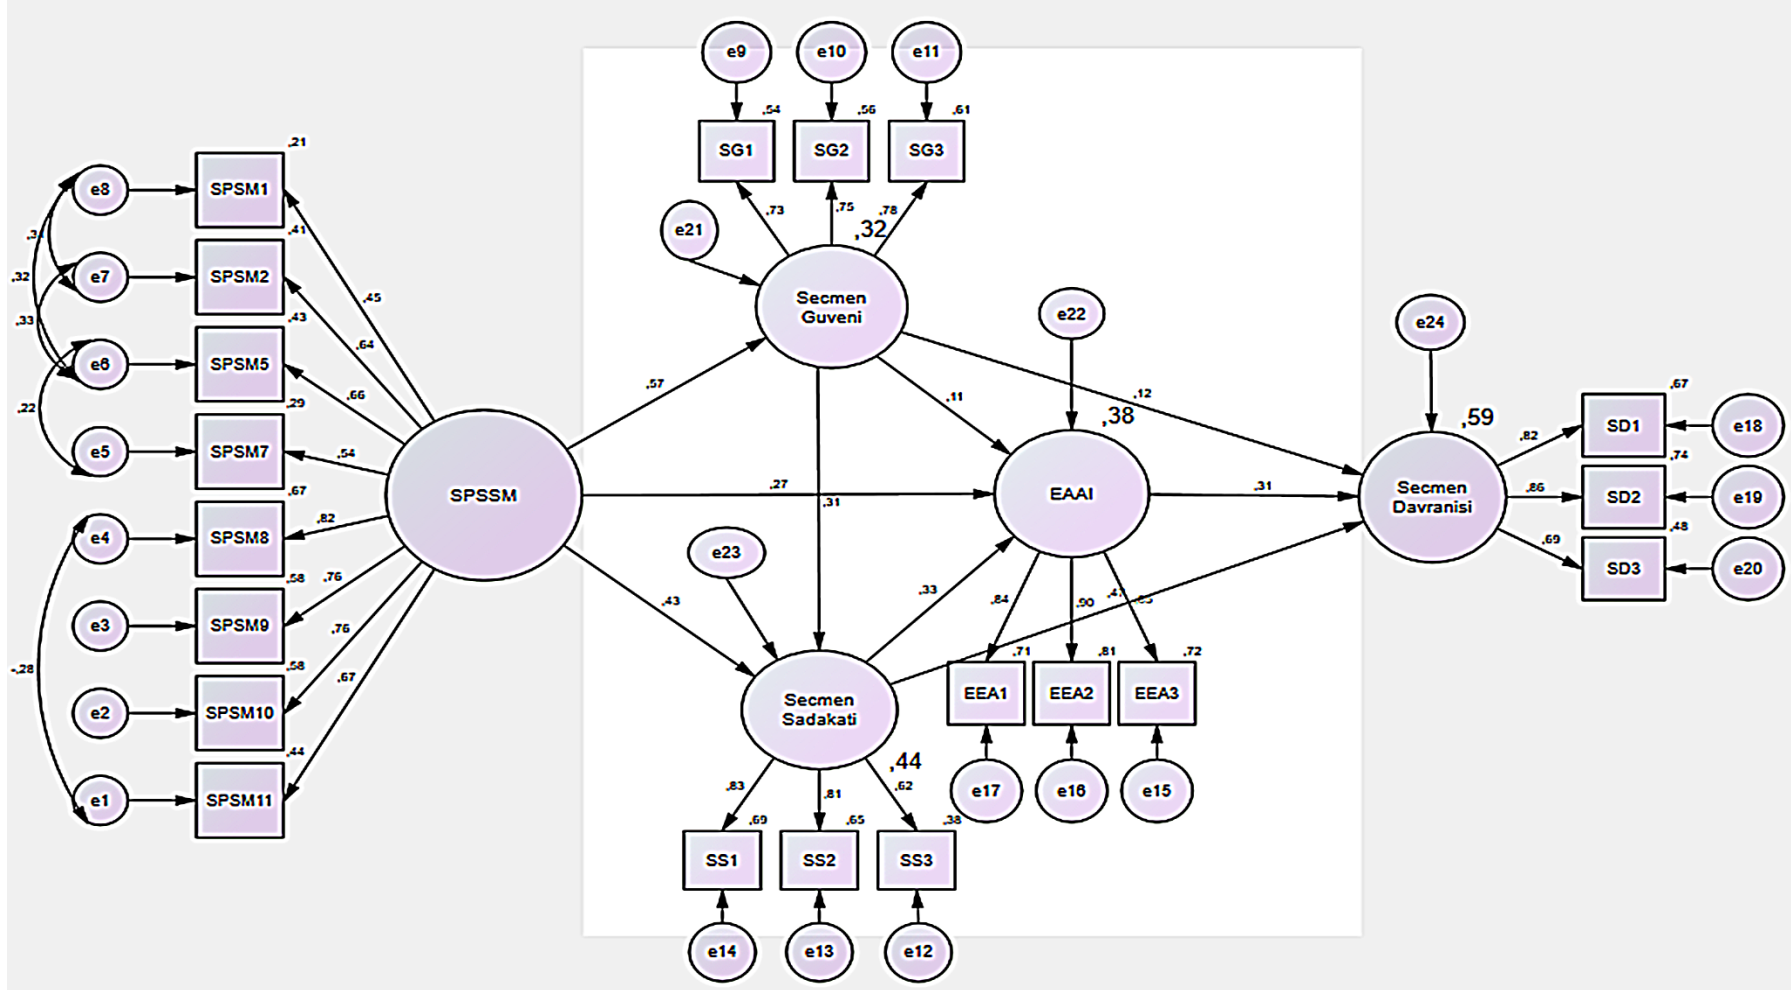 e9
e10
e11
,54
,56
,61
SG1
SG2
SG3
,73
,75
,78
,32
e21
Secmen
Guveni
,21
e8
SPSM1
,41
e7
SPSM2
,43
e6
SPSM5
,29
e5
SPSM7
,67
e4
SPSM8
,58
e3
SPSM9
,58
e2
SPSM10
,44
e1
SPSM11
,32
,33
,22
-,28
,45
,64
,66
,54
,82
,76
,76
,67
SPSSM
,57
,27
,43
,31
,11
,12
e22
,38
EAAI
,31
e23
,33
Secmen
Sadakati
,44
,83
,81
,62
,69
,65
,38
SS1
SS2
SS3
e14
e13
e12
,84
,90
,71
,81
,72
EEA1
EEA2
EEA3
e17
e16
e15
e24
,59
Secmen
Davranisi
,82
,86
,69
,67
SD1
e18
,74
SD2
e19
,48
SD3
e20